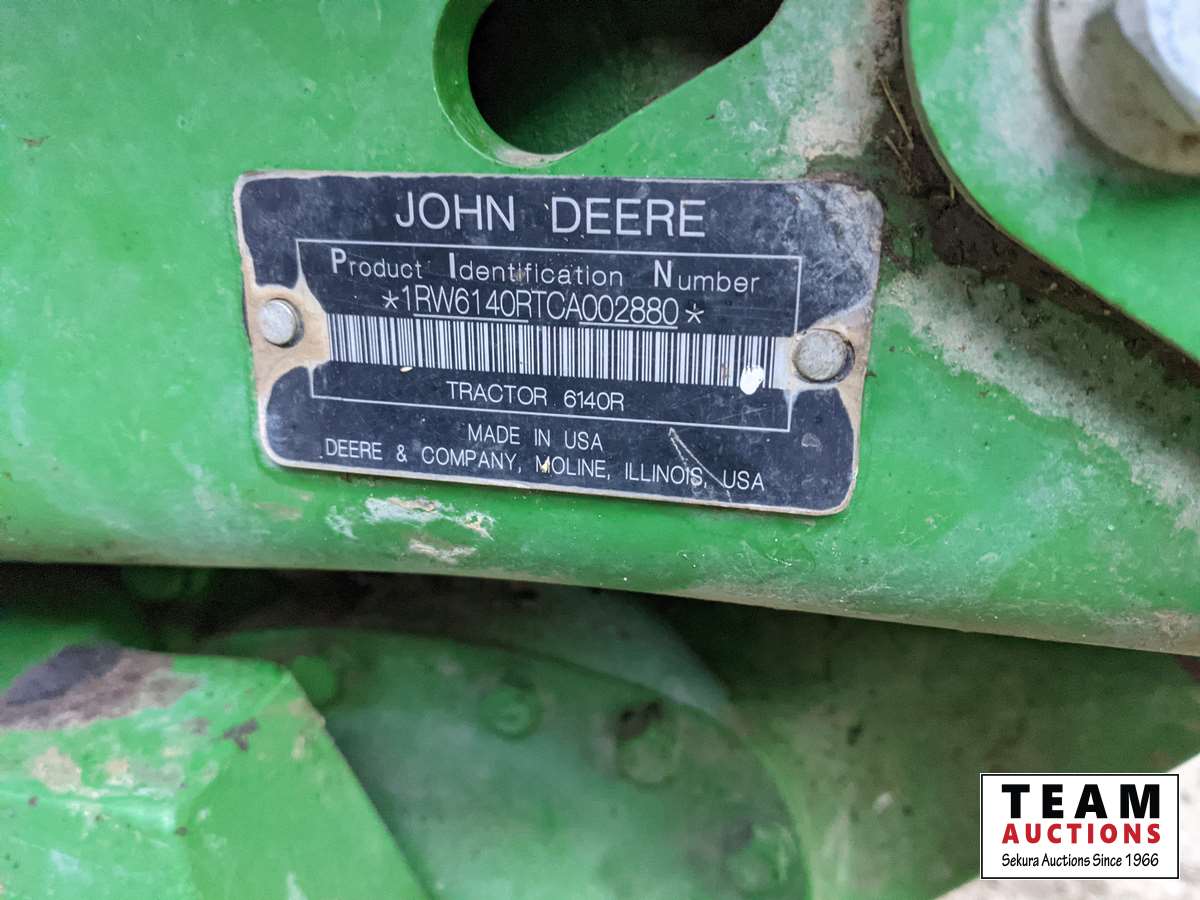 JOHN DEERE
Product Identification Number
*1RW6140RTCA002880*
TRACTOR 6140R
MADE IN USA
DEERE & COMPANY, MOLINE, ILLINOIS, USA
TEAM
AUCTIONS
Sekura Auctions Since 1966